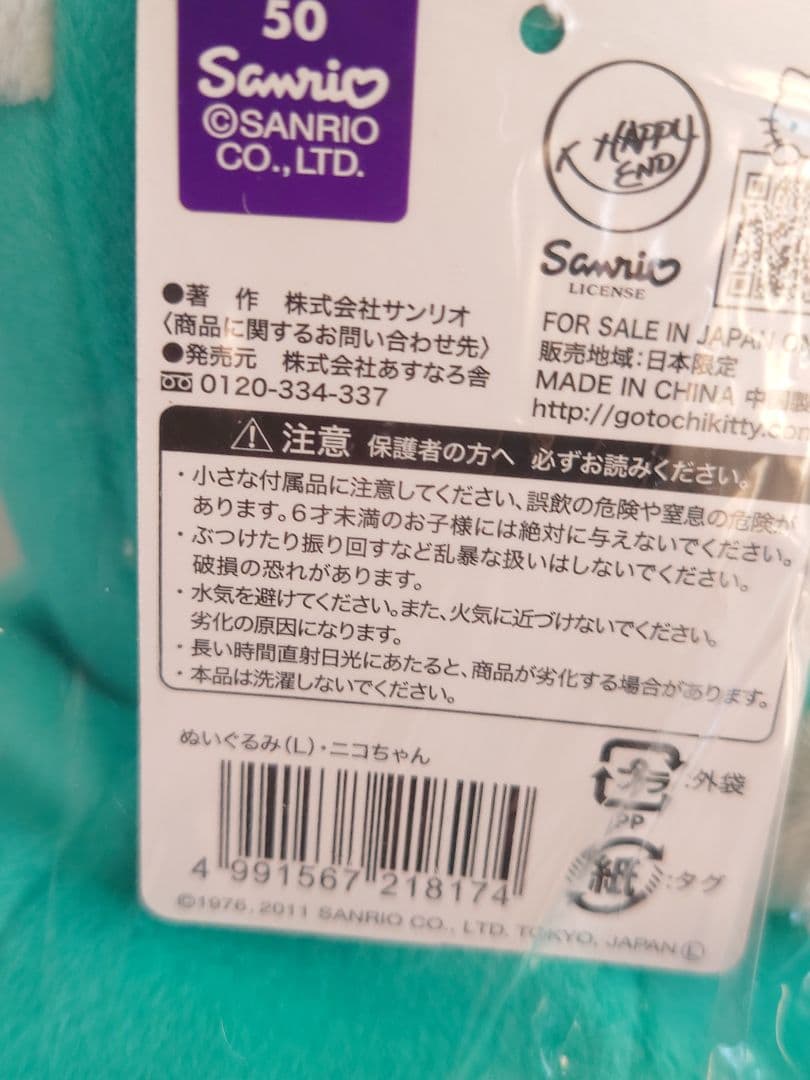 50
Sanrio
©SANRIO
CO.,LTD.
HAPPY
END
Sanrio
LICENSE
FOR SALE IN JAPAN
販売地域:日本限定
MADE IN CHINA 中国
http://gotochikitty.com
●著 作 株式会社サンリオ
〈商品に関するお問い合わせ先〉
●発売元 株式会社あすなろ舎
0120-334-337
注意 保護者の方へ 必ずお読みください。
・小さな付属品に注意してください、誤飲の危険や窒息の危険が
あります。6才未満のお子様には絶対に与えないでください。
・ぶつけたり振り回すなど乱暴な扱いはしないでください。
破損の恐れがあります。
・水気を避けてください。また、火気に近づけないでください。
劣化の原因になります。
・長い時間直射日光にあたると、商品が劣化する場合があります。
・本品は洗濯しないでください。
ぬいぐるみ(L)・ニコちゃん
4 991567 218174
プラ:外袋
PP
紙:タグ
©1976, 2011 SANRIO CO., LTD. TOKYO, JAPAN Ⓛ